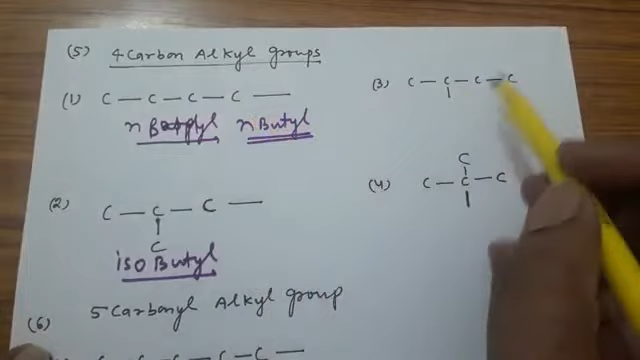 (5) 4 Carbon Alkyl groups
(1) C — C — C — C —
n Butyl
(2) C — C — C —
C
iso Butyl
(3) C — C — C — C
(4) C
C — C — C
(6) 5 Carbonyl Alkyl group
C — C — C — C — C —